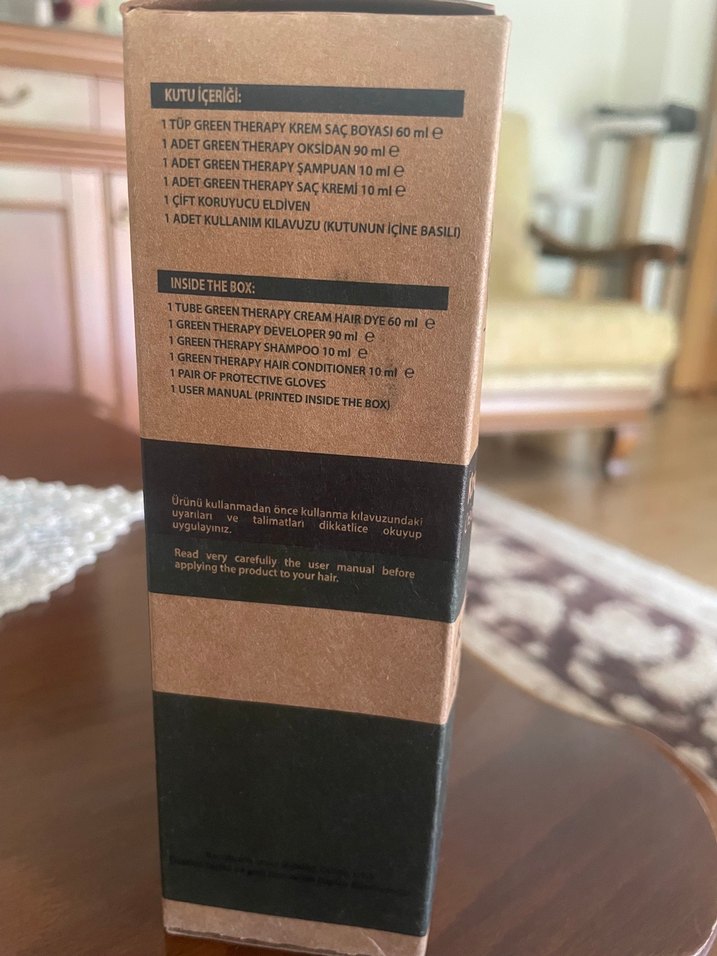 KUTU İÇERİĞİ:
1 TÜP GREEN THERAPY KREM SAÇ BOYASI 60 ml ℮
1 ADET GREEN THERAPY OKSİDAN 90 ml ℮
1 ADET GREEN THERAPY ŞAMPUAN 10 ml ℮
1 ADET GREEN THERAPY SAÇ KREMİ 10 ml ℮
1 ÇİFT KORUYUCU ELDİVEN
1 ADET KULLANIM KILAVUZU (KUTUNUN İÇİNE BASILI)
INSIDE THE BOX:
1 TUBE GREEN THERAPY CREAM HAIR DYE 60 ml ℮
1 GREEN THERAPY DEVELOPER 90 ml ℮
1 GREEN THERAPY SHAMPOO 10 ml ℮
1 GREEN THERAPY HAIR CONDITIONER 10 ml ℮
1 PAIR OF PROTECTIVE GLOVES
1 USER MANUAL (PRINTED INSIDE THE BOX)
Ürünü kullanmadan önce kullanma kılavuzundaki
uyarıları ve talimatları dikkatlice okuyup
uygulayınız.
Read very carefully the user manual before
applying the product to your hair.